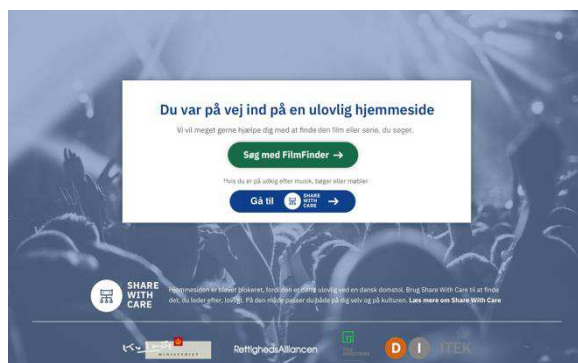 Du var på vej ind på en ulovlig hjemmeside
Vi vil meget gerne hjælpe dig med at finde den film eller serie, du søger.
Søg med FilmFinder →
Hvis du er på udkig efter musik, bøger eller møbler
Gå til SHARE WITH CARE →
SHARE WITH CARE
Hjemmesiden er blevet blokeret, fordi den er dømt ulovlig ved en dansk domstol. Brug Share With Care til at finde
det, du leder efter, lovligt. På den måde passer du både på dig selv og på kulturen. Læs mere om Share With Care
RettighedsAlliancen
DI ITEK